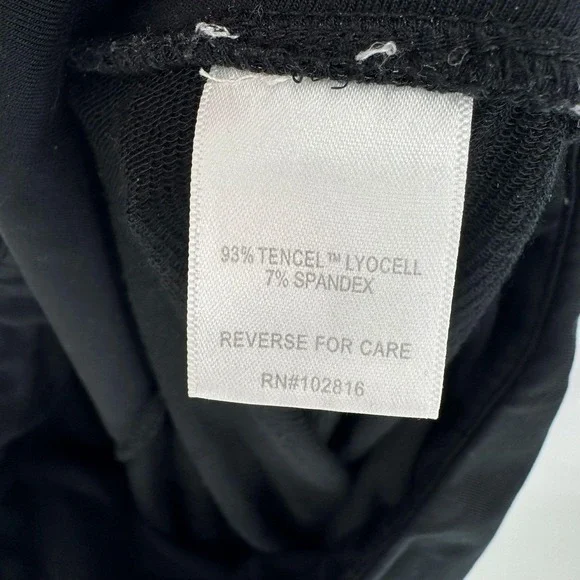 93% TENCEL™ LYOCELL
7% SPANDEX
REVERSE FOR CARE
RN#102816